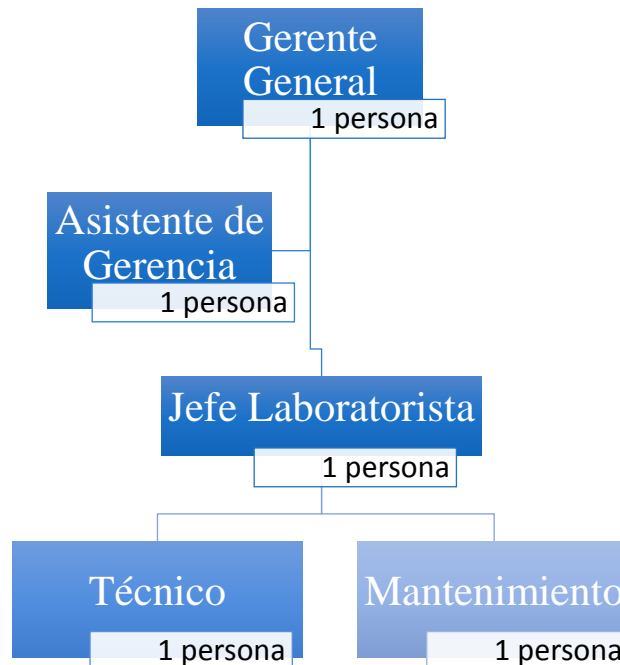 Gerente
General
1 persona
Asistente de
Gerencia
1 persona
Jefe Laboratorista
1 persona
Técnico
1 persona
Mantenimiento
1 persona